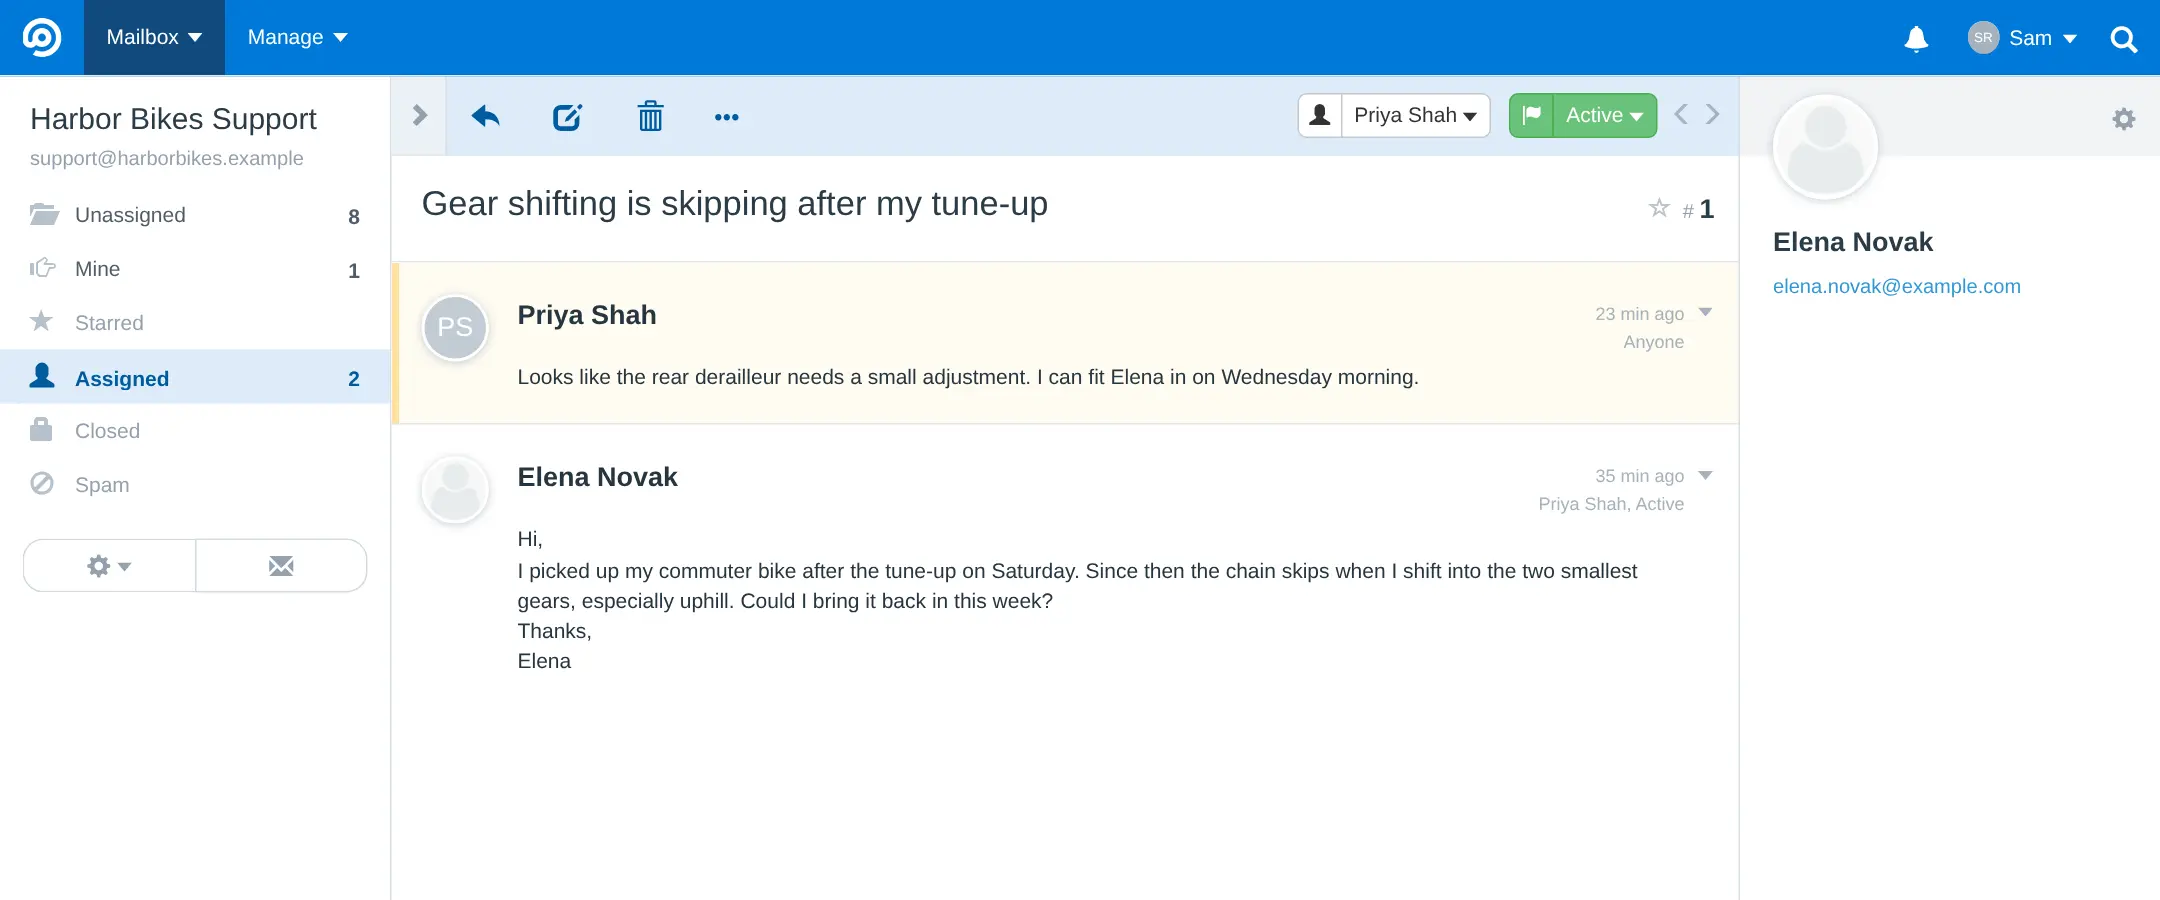 Mailbox
Manage
SR
Sam
Harbor Bikes Support
support@harborbikes.example
Unassigned 8
Mine 1
Starred
Assigned 2
Closed
Spam
Priya Shah
Active
Gear shifting is skipping after my tune-up
# 1
PS
Priya Shah
23 min ago
Anyone
Looks like the rear derailleur needs a small adjustment. I can fit Elena in on Wednesday morning.
Elena Novak
35 min ago
Priya Shah, Active
Hi,
I picked up my commuter bike after the tune-up on Saturday. Since then the chain skips when I shift into the two smallest
gears, especially uphill. Could I bring it back in this week?
Thanks,
Elena
Elena Novak
elena.novak@example.com